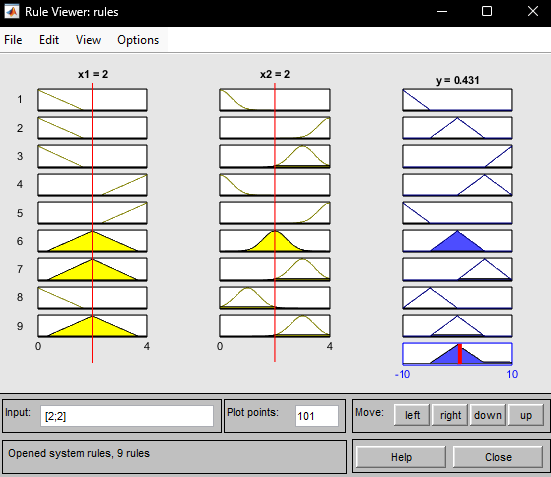 Rule Viewer: rules
File Edit View Options
x1 = 2 x2 = 2 y = 0.431
1
2
3
4
5
6
7
8
9
0 4 0 4
-10 10
Input: [2;2] Plot points: 101 Move: left right down up
Opened system rules, 9 rules Help Close